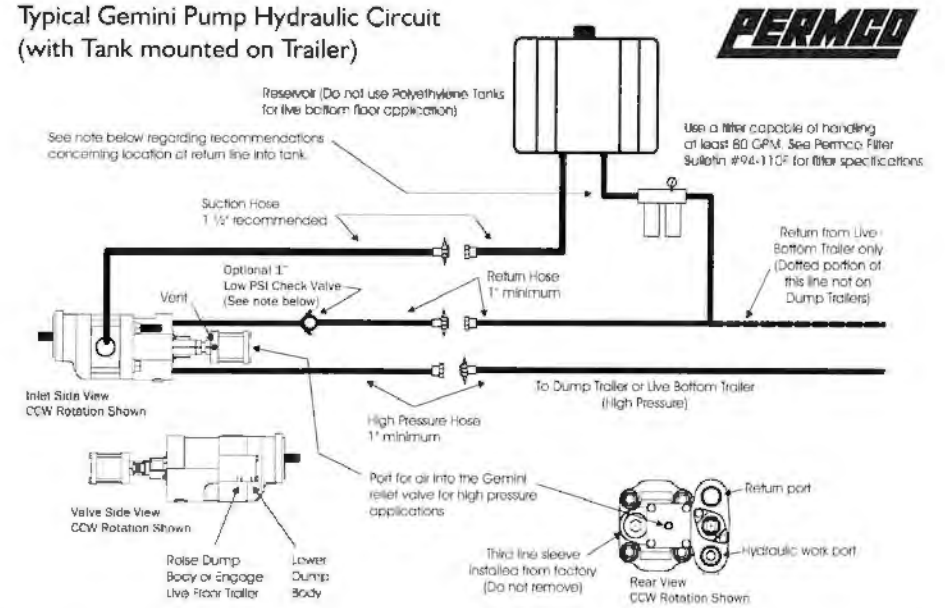 Typical Gemini Pump Hydraulic Circuit
(with Tank mounted on Trailer)
PERMCO
Reservoir (Do not use Polyethylene Tanks
for live bottom floor application)
See note below regarding recommendations
concerning location of return line into tank.
Use a filter capable of handling
at least 80 GPM. See Permco Filter
Bulletin #94-110F for filter specifications
Suction Hose
1 ½" recommended
Return from Live
Bottom Trailer only
(Dotted portion of
this line not on
Dump Trailers)
Optional 1"
Low PSI Check Valve
(See note below)
Vent
Return Hose
1" minimum
Inlet Side View
CCW Rotation Shown
To Dump Trailer or Live Bottom Trailer
(High Pressure)
High Pressure Hose
1" minimum
Port for air into the Gemini
relief valve for high pressure
applications
Valve Side View
CCW Rotation Shown
Return port
Hydraulic work port
Raise Dump
Body or Engage
Live Floor Trailer
Lower
Dump
Body
Third line sleeve
installed from factory
(Do not remove)
Rear View
CCW Rotation Shown